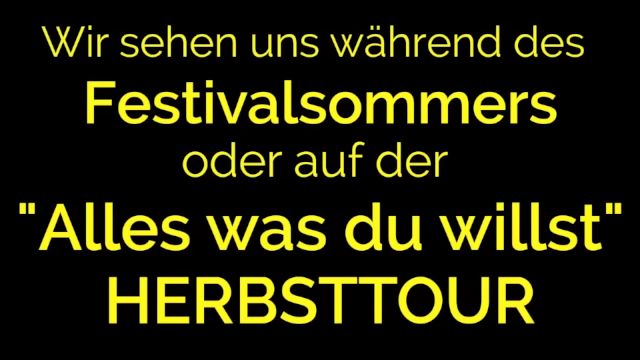 Wir sehen uns während des
Festivalsommers
oder auf der
"Alles was du willst"
HERBSTTOUR